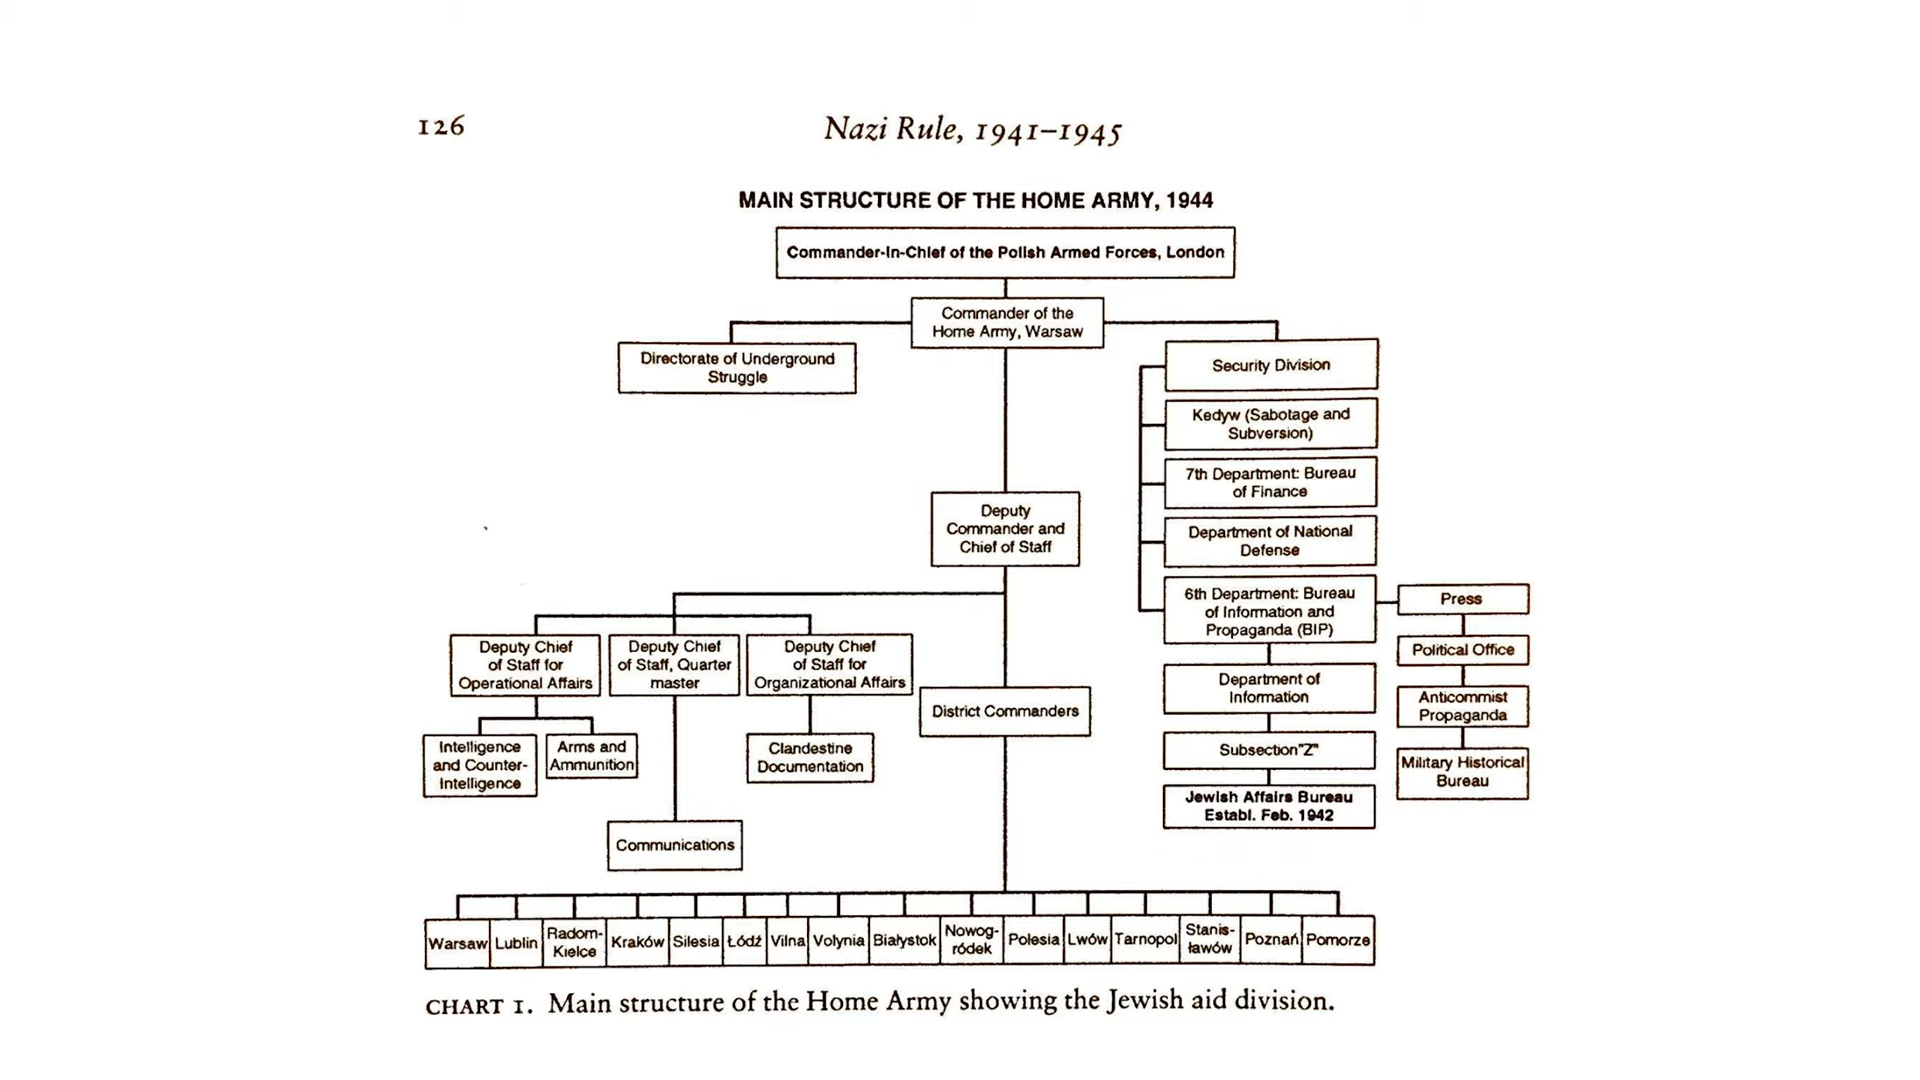 126
Nazi Rule, 1941–1945
MAIN STRUCTURE OF THE HOME ARMY, 1944
Commander-In-Chief of the Polish Armed Forces, London
Commander of the
Home Army, Warsaw
Directorate of Underground
Struggle
Security Division
Kedyw (Sabotage and
Subversion)
7th Department: Bureau
of Finance
Department of National
Defense
6th Department: Bureau
of Information and
Propaganda (BIP)
Press
Political Office
Anticommist
Propaganda
Military Historical
Bureau
Department of
Information
Subsection"Z"
Jewish Affairs Bureau
Establ. Feb. 1942
Deputy
Commander and
Chief of Staff
Deputy Chief
of Staff for
Operational Affairs
Deputy Chief
of Staff, Quarter
master
Deputy Chief
of Staff for
Organizational Affairs
District Commanders
Intelligence
and Counter-
Intelligence
Arms and
Ammunition
Clandestine
Documentation
Communications
Warsaw
Lublin
Radom-
Kielce
Kraków
Silesia
Łódź
Vilna
Volynia
Białystok
Nowog-
ródek
Polesia
Lwów
Tarnopol
Stanis-
ławów
Poznań
Pomorze
CHART 1. Main structure of the Home Army showing the Jewish aid division.